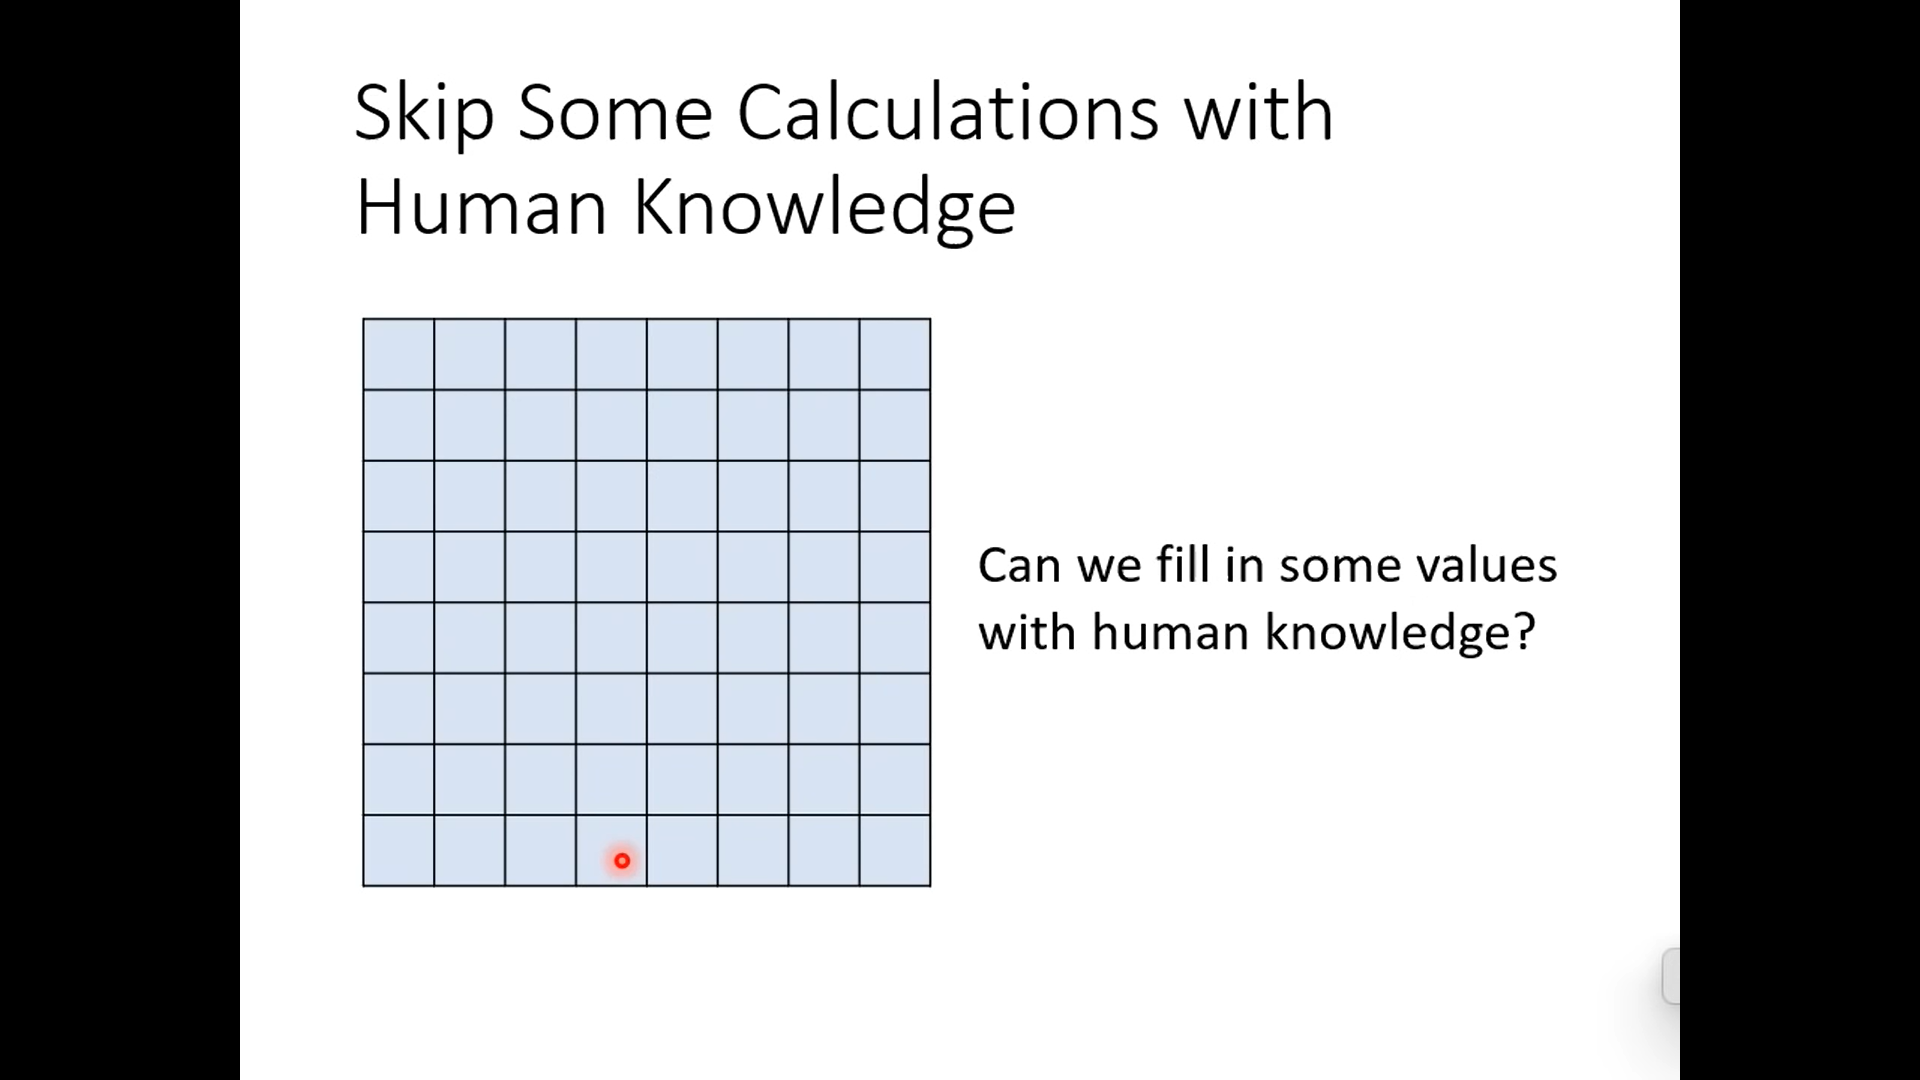 Skip Some Calculations with
Human Knowledge
Can we fill in some values
with human knowledge?